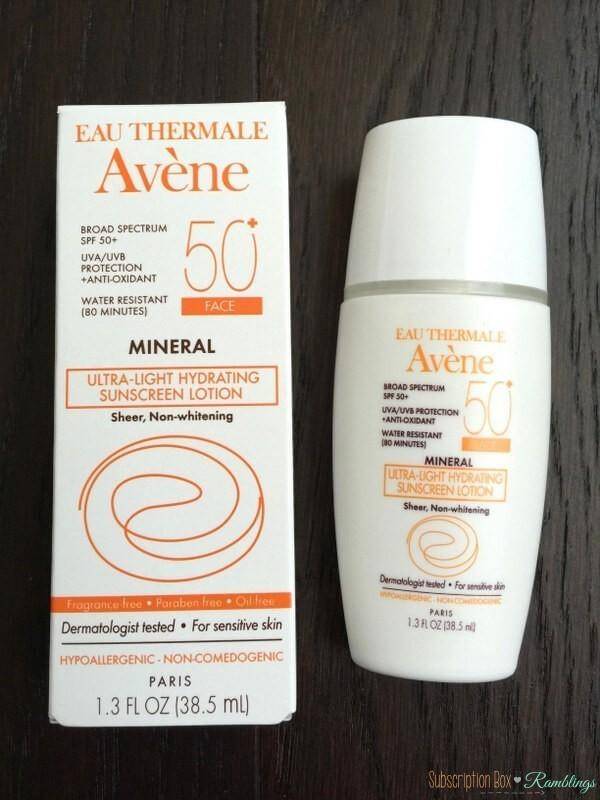 EAU THERMALE
Avène
BROAD SPECTRUM
SPF 50+
UVA/UVB
PROTECTION
+ANTI-OXIDANT
WATER RESISTANT
(80 MINUTES)
50+
FACE
MINERAL
ULTRA-LIGHT HYDRATING
SUNSCREEN LOTION
Sheer, Non-whitening
Fragrance-free • Paraben free • Oil-free
Dermatologist tested • For sensitive skin
HYPOALLERGENIC - NON-COMEDOGENIC
PARIS
1.3 FL OZ (38.5 mL)
EAU THERMALE
Avène
BROAD SPECTRUM
SPF 50+
UVA/UVB PROTECTION
+ANTI-OXIDANT
WATER RESISTANT
(80 MINUTES)
50+
FACE
MINERAL
ULTRA-LIGHT HYDRATING
SUNSCREEN LOTION
Sheer, Non-whitening
Dermatologist tested • For sensitive skin
HYPOALLERGENIC - NON-COMEDOGENIC
PARIS
1.3 FL OZ (38.5 mL)
Subscription Box ♥ Ramblings